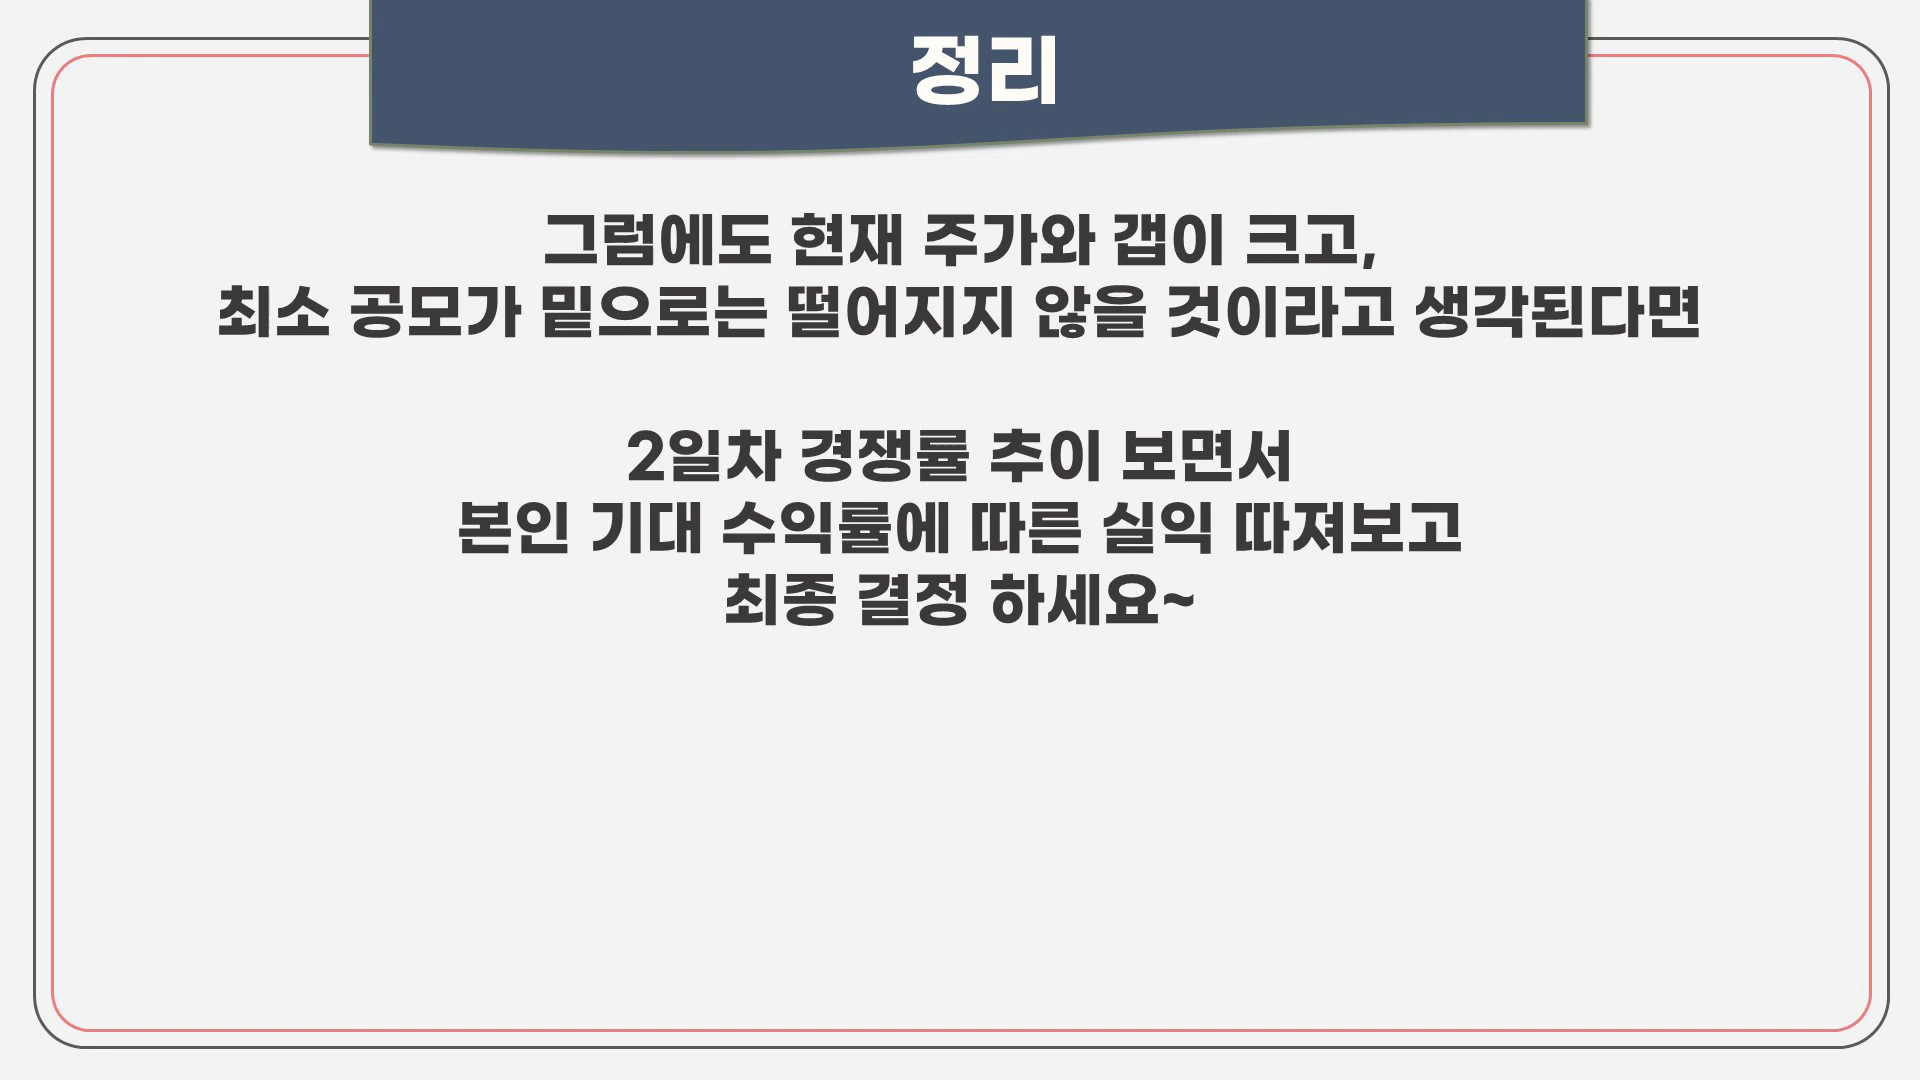 정리
그럼에도 현재 주가와 갭이 크고,
최소 공모가 밑으로는 떨어지지 않을 것이라고 생각된다면
2일차 경쟁률 추이 보면서
본인 기대 수익률에 따른 실익 따져보고
최종 결정 하세요~